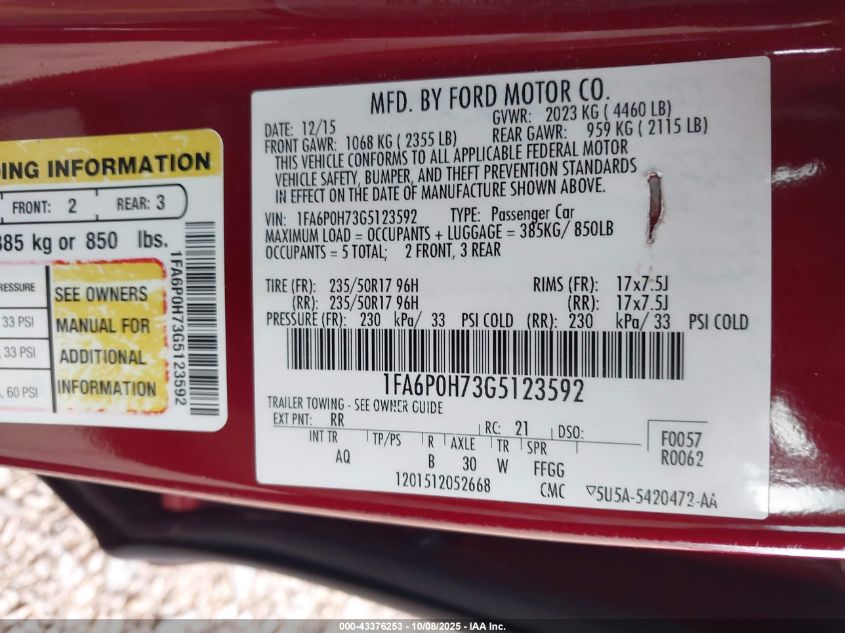 DING INFORMATION
FRONT: 2
REAR: 3
385 kg or 850 lbs.
PRESSURE
33 PSI
33 PSI
60 PSI
SEE OWNERS
MANUAL FOR
ADDITIONAL
INFORMATION
1FA6P0H73G5123592
MFD. BY FORD MOTOR CO.
DATE: 12/15
GVWR: 2023 KG ( 4460 LB)
FRONT GAWR: 1068 KG ( 2355 LB)
REAR GAWR: 959 KG ( 2115 LB)
THIS VEHICLE CONFORMS TO ALL APPLICABLE FEDERAL MOTOR
VEHICLE SAFETY, BUMPER, AND THEFT PREVENTION STANDARDS
IN EFFECT ON THE DATE OF MANUFACTURE SHOWN ABOVE.
VIN: 1FA6P0H73G5123592 TYPE: Passenger Car
MAXIMUM LOAD = OCCUPANTS + LUGGAGE = 385KG/ 850LB
OCCUPANTS = 5 TOTAL; 2 FRONT, 3 REAR
TIRE (FR): 235/50R17 96H RIMS (FR): 17x7.5J
(RR): 235/50R17 96H (RR): 17x7.5J
PRESSURE (FR): 230 kPa/ 33 PSI COLD (RR): 230 kPa/ 33 PSI COLD
1FA6P0H73G5123592
TRAILER TOWING - SEE OWNER GUIDE
EXT PNT: RR RC: 21 DSO:
F0057
R0062
INT TR TP/PS R AXLE TR SPR
AQ B 30 W FFGG
1201512052668 CMC ▽5U5A-5420472-AA
000-43376253 - 10/08/2025 - IAA Inc.